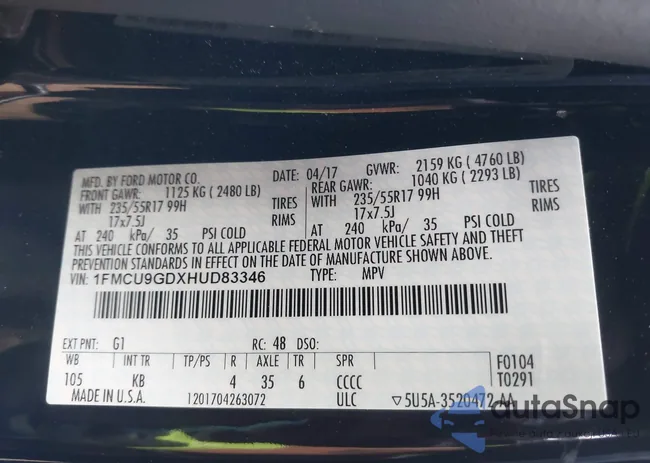 MFD. BY FORD MOTOR CO. DATE: 04/17 GVWR: 2159 KG ( 4760 LB)
FRONT GAWR: 1125 KG ( 2480 LB) REAR GAWR: 1040 KG ( 2293 LB)
WITH 235/55R17 99H TIRES WITH 235/55R17 99H TIRES
17x7.5J RIMS 17x7.5J RIMS
AT 240 kPa/ 35 PSI COLD AT 240 kPa/ 35 PSI COLD
THIS VEHICLE CONFORMS TO ALL APPLICABLE FEDERAL MOTOR VEHICLE SAFETY AND THEFT
PREVENTION STANDARDS IN EFFECT ON THE DATE OF MANUFACTURE SHOWN ABOVE.
VIN: 1FMCU9GDXHUD83346 TYPE: MPV
EXT PNT: G1 RC: 48 DSO:
WB INT TR TP/PS R AXLE TR SPR F0104
105 KB 4 35 6 CCCC T0291
MADE IN U.S.A. 1201704263072 ULC ▽5U5A-3520472-AA
autoSnap